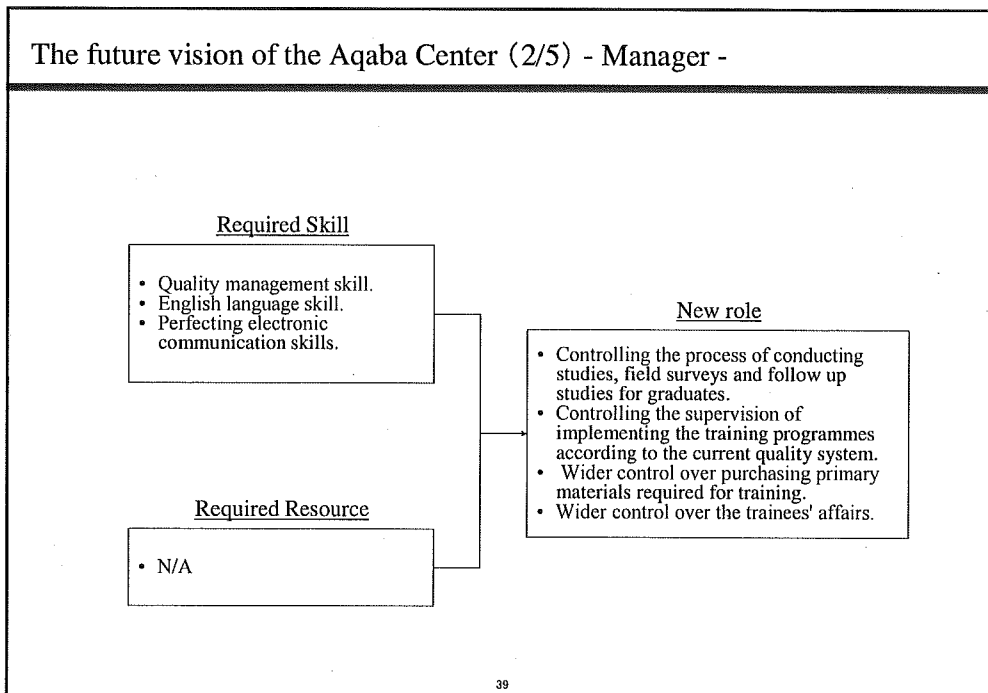 The future vision of the Aqaba Center (2/5) - Manager -
Required Skill
• Quality management skill.
• English language skill.
• Perfecting electronic
communication skills.
Required Resource
• N/A
New role
• Controlling the process of conducting
studies, field surveys and follow up
studies for graduates.
• Controlling the supervision of
implementing the training programmes
according to the current quality system.
• Wider control over purchasing primary
materials required for training.
• Wider control over the trainees' affairs.
39